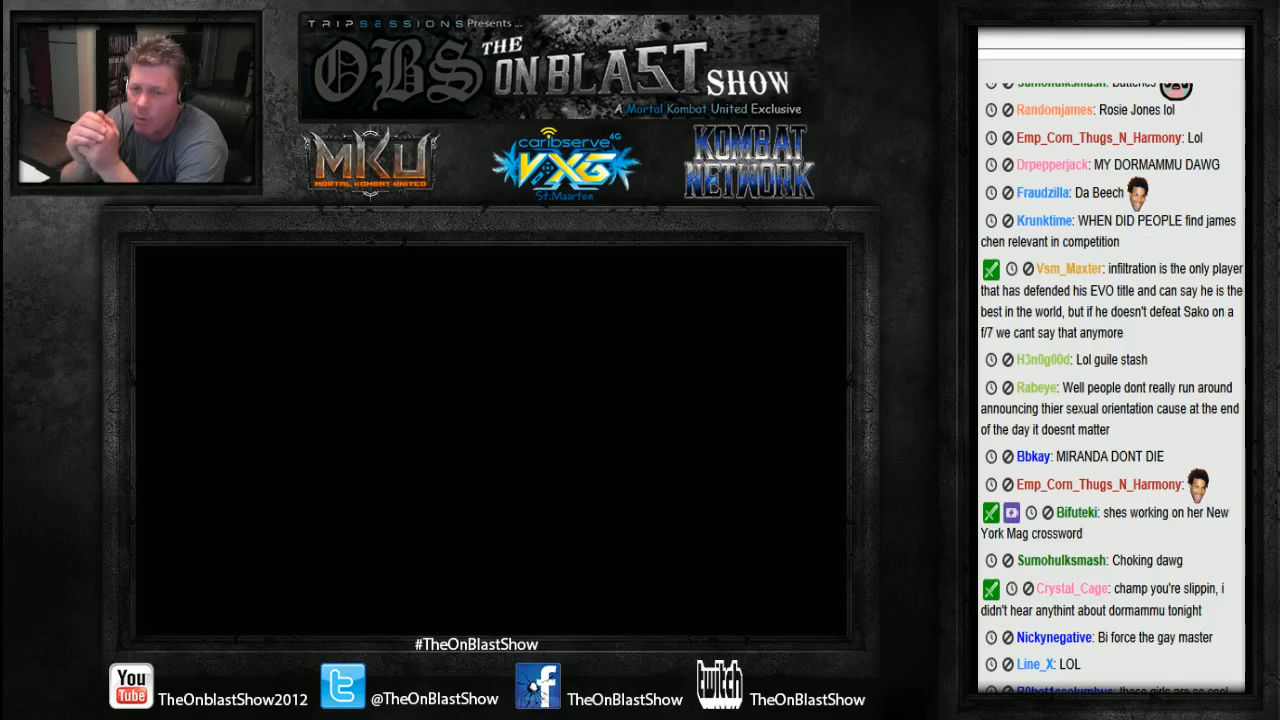 TRIPSESSIONS Presents ...
OBS THE ON BLAST SHOW
A Mortal Kombat United Exclusive
MKU
MORTAL KOMBAT UNITED
caribserve 4G
VXG
St.Maarten
KOMBAT
NETWORK
#TheOnBlastShow
You
Tube
TheOnblastShow2012
@TheOnBlastShow
TheOnBlastShow
twitch
TheOnBlastShow
Sumohulksmash: Butches
Randomjames: Rosie Jones lol
Emp_Corn_Thugs_N_Harmony: Lol
Drpepperjack: MY DORMAMMU DAWG
Fraudzilla: Da Beech
Krunktime: WHEN DID PEOPLE find james
chen relevant in competition
Vsm_Maxter: infiltration is the only player
that has defended his EVO title and can say he is the
best in the world, but if he doesn't defeat Sako on a
f/7 we cant say that anymore
H3n0g00d: Lol guile stash
Rabeye: Well people dont really run around
announcing thier sexual orientation cause at the end
of the day it doesnt matter
Bbkay: MIRANDA DONT DIE
Emp_Corn_Thugs_N_Harmony:
Bifuteki: shes working on her New
York Mag crossword
Sumohulksmash: Choking dawg
Crystal_Cage: champ you're slippin, i
didn't hear anythint about dormammu tonight
Nickynegative: Bi force the gay master
Line_X: LOL
these girls are so cool